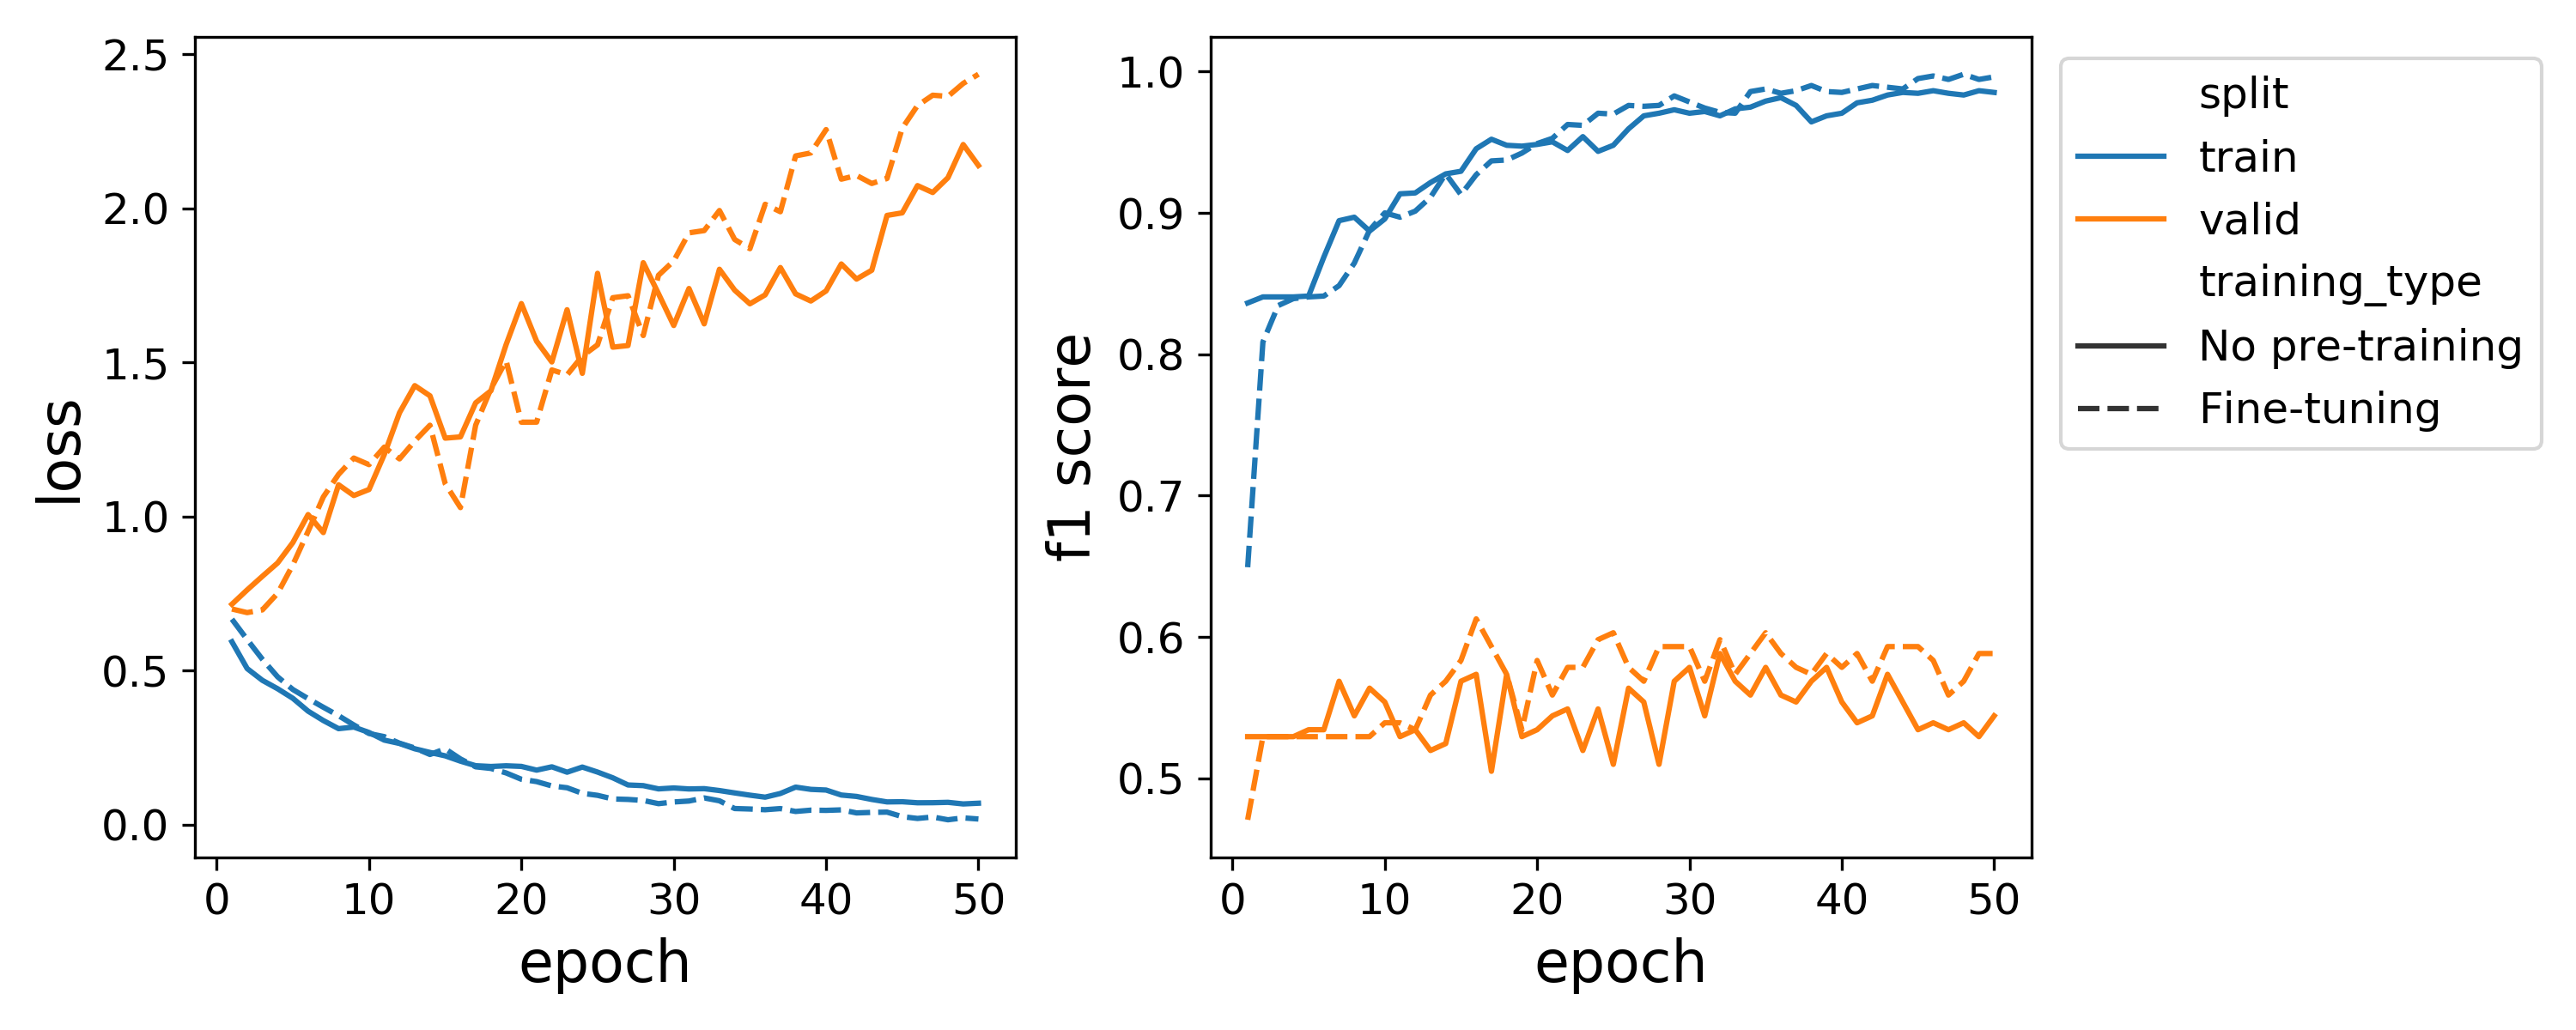 2.5
2.0
1.5
1.0
0.5
0.0
loss
0 10 20 30 40 50
epoch
1.0
0.9
0.8
0.7
0.6
0.5
f1 score
0 10 20 30 40 50
epoch
split
train
valid
training_type
No pre-training
Fine-tuning